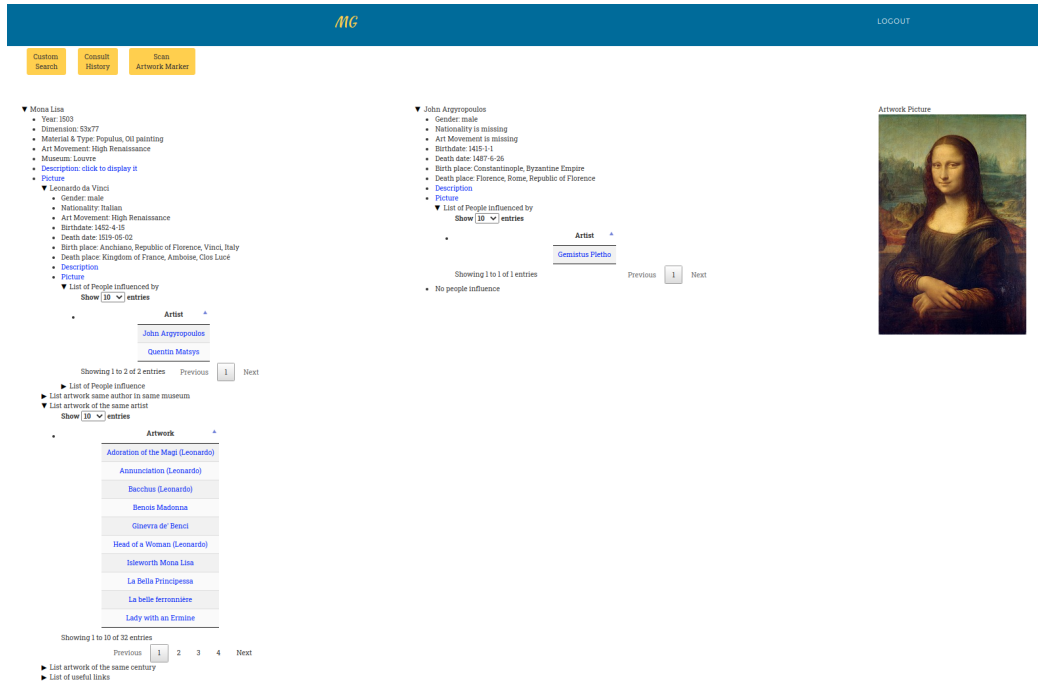 MG
LOGOUT
Custom
Search
Consult
History
Scan
Artwork Marker
▼ Mona Lisa
• Year: 1503
• Dimension: 53x77
• Material & Type: Populus, Oil painting
• Art Movement: High Renaissance
• Museum: Louvre
• Description: click to display it
• Picture
▼ Leonardo da Vinci
• Gender: male
• Nationality: Italian
• Art Movement: High Renaissance
• Birthdate: 1452-4-15
• Death date: 1519-05-02
• Birth place: Anchiano, Republic of Florence, Vinci, Italy
• Death place: Kingdom of France, Amboise, Clos Lucé
• Description
• Picture
▼ List of People influenced by
Show 10 entries
Artist
John Argyropoulos
Quentin Matsys
Showing 1 to 2 of 2 entries Previous 1 Next
▶ List of People influence
▶ List artwork same author in same museum
▼ List artwork of the same artist
Show 10 entries
Artwork
Adoration of the Magi (Leonardo)
Annunciation (Leonardo)
Bacchus (Leonardo)
Benois Madonna
Ginevra de' Benci
Head of a Woman (Leonardo)
Isleworth Mona Lisa
La Bella Principessa
La belle ferronnière
Lady with an Ermine
Showing 1 to 10 of 32 entries
Previous 1 2 3 4 Next
▶ List artwork of the same century
▶ List of useful links
▼ John Argyropoulos
• Gender: male
• Nationality is missing
• Art Movement is missing
• Birthdate: 1415-1-1
• Death date: 1487-6-26
• Birth place: Constantinople, Byzantine Empire
• Death place: Florence, Rome, Republic of Florence
• Description
• Picture
▼ List of People influenced by
Show 10 entries
Artist
Gemistus Pletho
Showing 1 to 1 of 1 entries Previous 1 Next
• No people influence
Artwork Picture